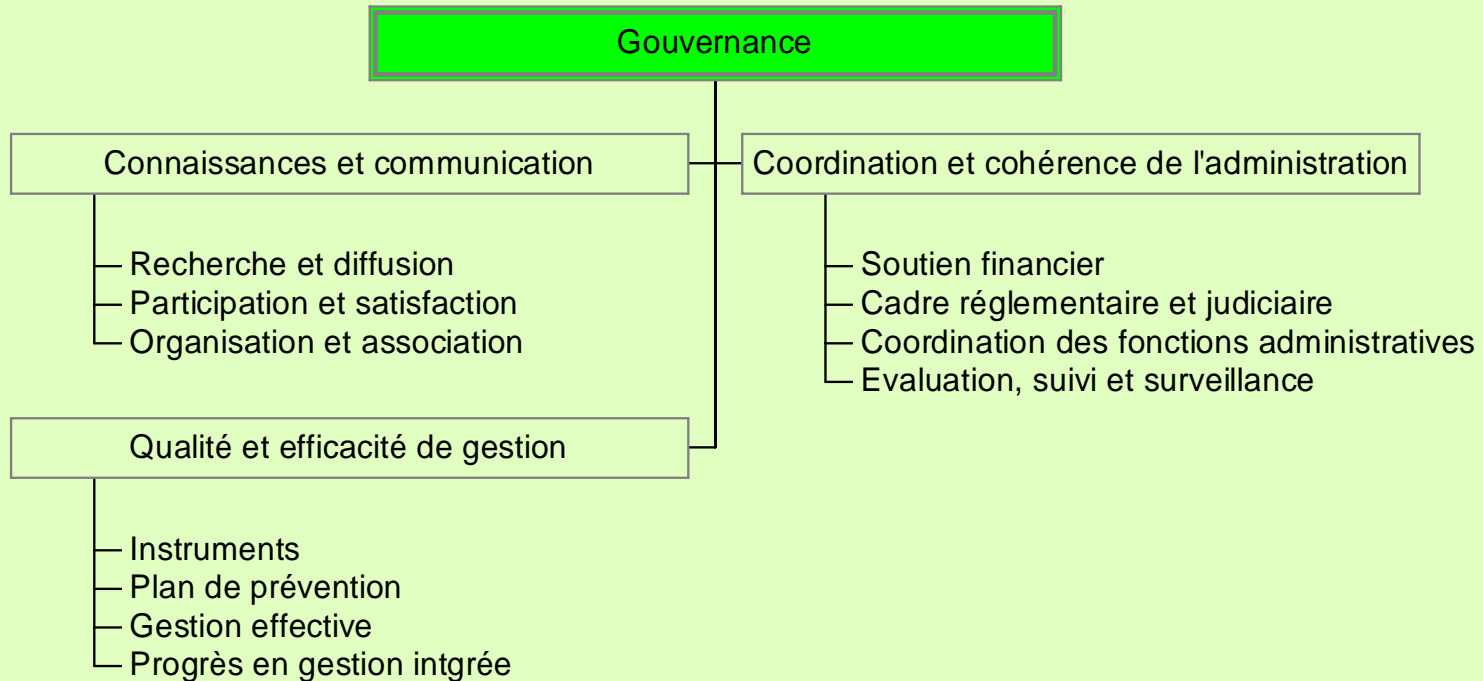 Gouvernance
Connaissances et communication
Recherche et diffusion
Participation et satisfaction
Organisation et association
Coordination et cohérence de l'administration
Soutien financier
Cadre réglementaire et judiciaire
Coordination des fonctions administratives
Evaluation, suivi et surveillance
Qualité et efficacité de gestion
Instruments
Plan de prévention
Gestion effective
Progrès en gestion intgrée